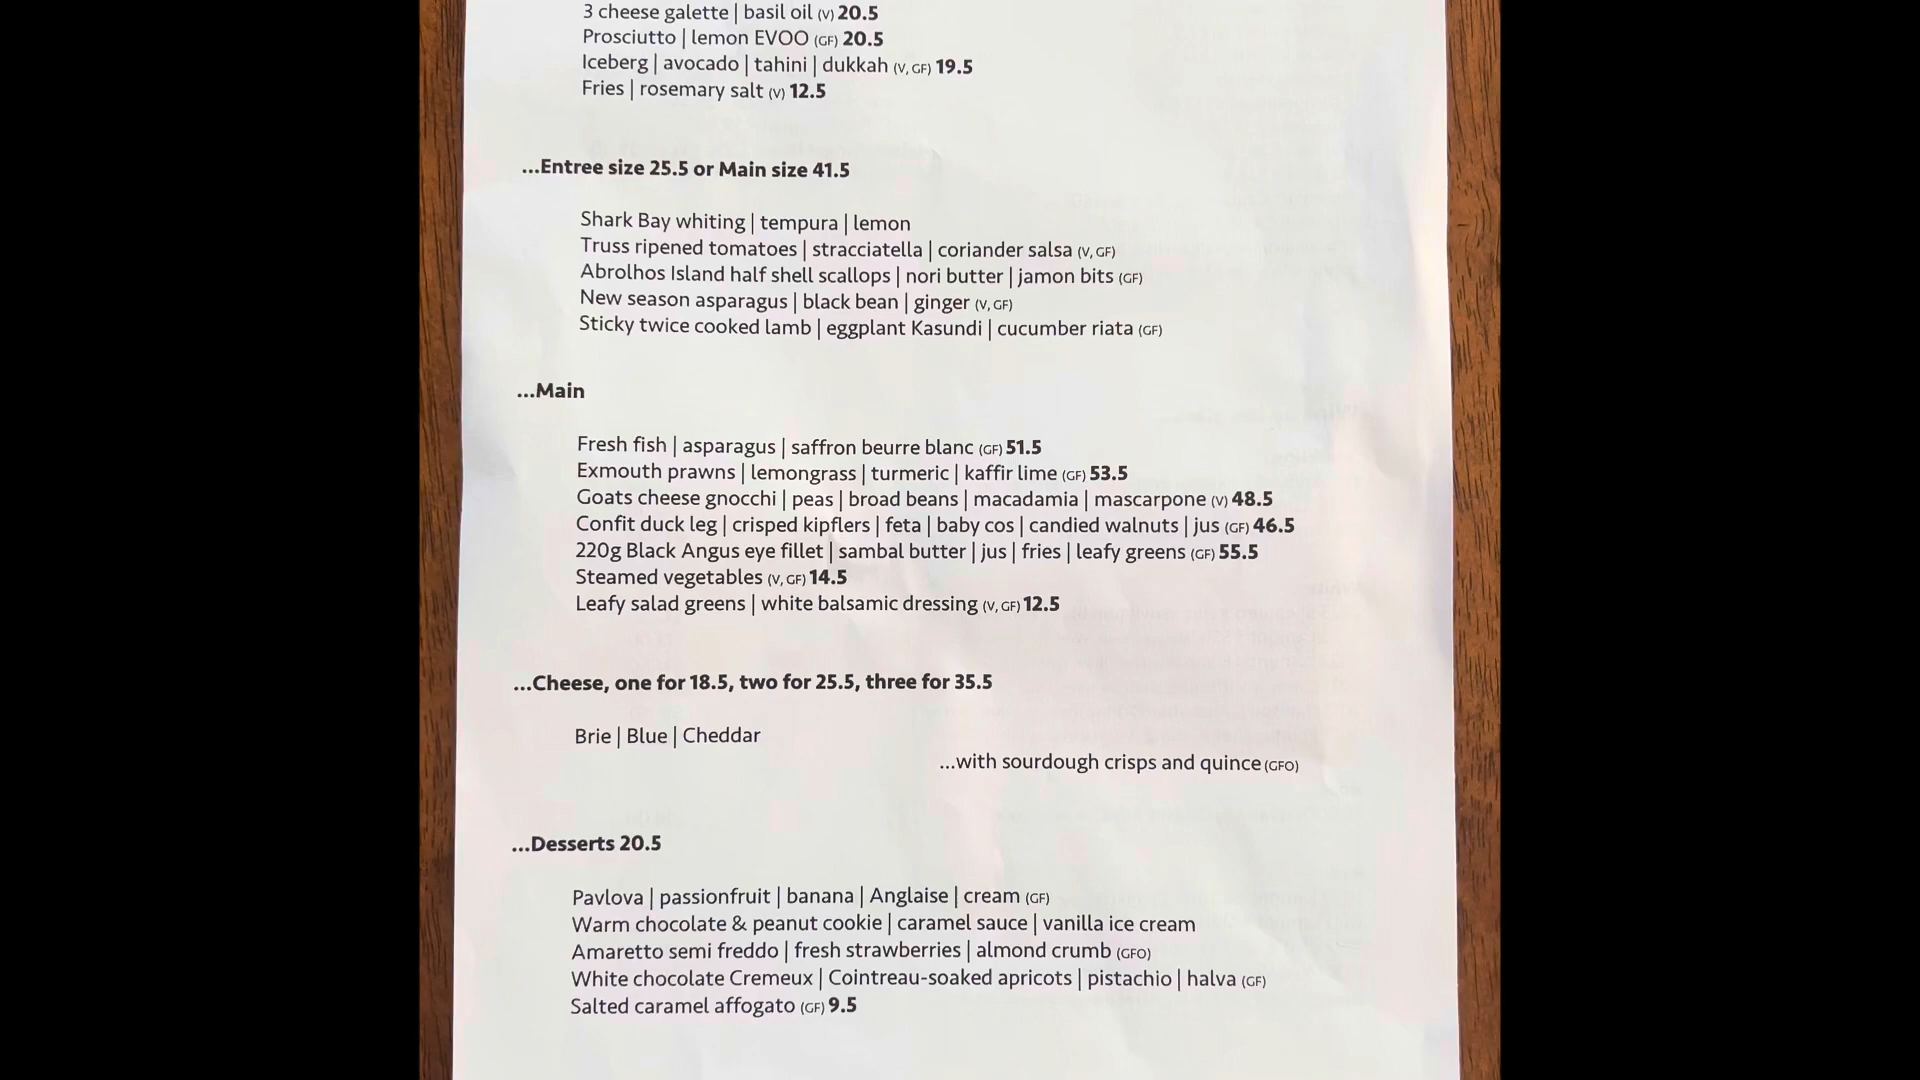 3 cheese galette | basil oil (V) 20.5
Prosciutto | lemon EVOO (GF) 20.5
Iceberg | avocado | tahini | dukkah (V, GF) 19.5
Fries | rosemary salt (V) 12.5
...Entree size 25.5 or Main size 41.5
Shark Bay whiting | tempura | lemon
Truss ripened tomatoes | stracciatella | coriander salsa (V, GF)
Abrolhos Island half shell scallops | nori butter | jamon bits (GF)
New season asparagus | black bean | ginger (V, GF)
Sticky twice cooked lamb | eggplant Kasundi | cucumber riata (GF)
...Main
Fresh fish | asparagus | saffron beurre blanc (GF) 51.5
Exmouth prawns | lemongrass | turmeric | kaffir lime (GF) 53.5
Goats cheese gnocchi | peas | broad beans | macadamia | mascarpone (V) 48.5
Confit duck leg | crisped kipflers | feta | baby cos | candied walnuts | jus (GF) 46.5
220g Black Angus eye fillet | sambal butter | jus | fries | leafy greens (GF) 55.5
Steamed vegetables (V, GF) 14.5
Leafy salad greens | white balsamic dressing (V, GF) 12.5
...Cheese, one for 18.5, two for 25.5, three for 35.5
Brie | Blue | Cheddar
...with sourdough crisps and quince (GFO)
...Desserts 20.5
Pavlova | passionfruit | banana | Anglaise | cream (GF)
Warm chocolate & peanut cookie | caramel sauce | vanilla ice cream
Amaretto semi freddo | fresh strawberries | almond crumb (GFO)
White chocolate Cremeux | Cointreau-soaked apricots | pistachio | halva (GF)
Salted caramel affogato (GF) 9.5